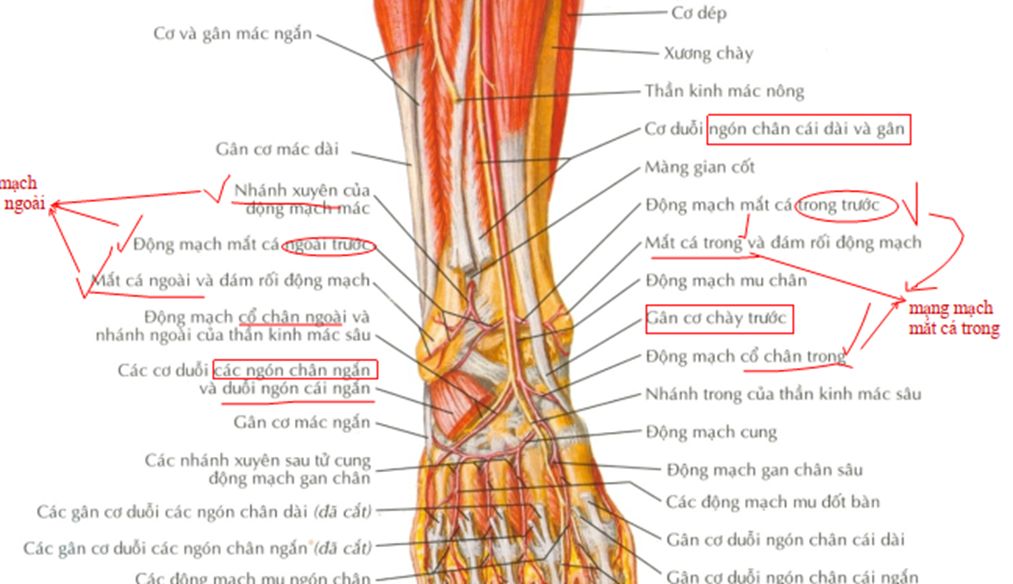 Cơ và gân mác ngắn
Gân cơ mác dài
mạch
ngoài
Nhánh xuyên của
động mạch mác
Động mạch mắt cá ngoài trước
Mắt cá ngoài và đám rối động mạch
Động mạch cổ chân ngoài và
nhánh ngoài của thần kinh mác sâu
Các cơ duỗi các ngón chân ngắn
và duỗi ngón cái ngắn
Gân cơ mác ngắn
Các nhánh xuyên sau tử cung
động mạch gan chân
Các gân cơ duỗi các ngón chân dài (đã cắt)
Các gân cơ duỗi các ngón chân ngắn (đã cắt)
Các động mạch mu ngón chân
Cơ dép
Xương chày
Thần kinh mác nông
Cơ duỗi ngón chân cái dài và gân
Màng gian cốt
Động mạch mắt cá trong trước
Mắt cá trong và đám rối động mạch
Động mạch mu chân
Gân cơ chày trước
mạng mạch
mắt cá trong
Động mạch cổ chân trong
Nhánh trong của thần kinh mác sâu
Động mạch cung
Động mạch gan chân sâu
Các động mạch mu đốt bàn
Gân cơ duỗi ngón chân cái dài
Gân cơ duỗi ngón chân cái ngắn